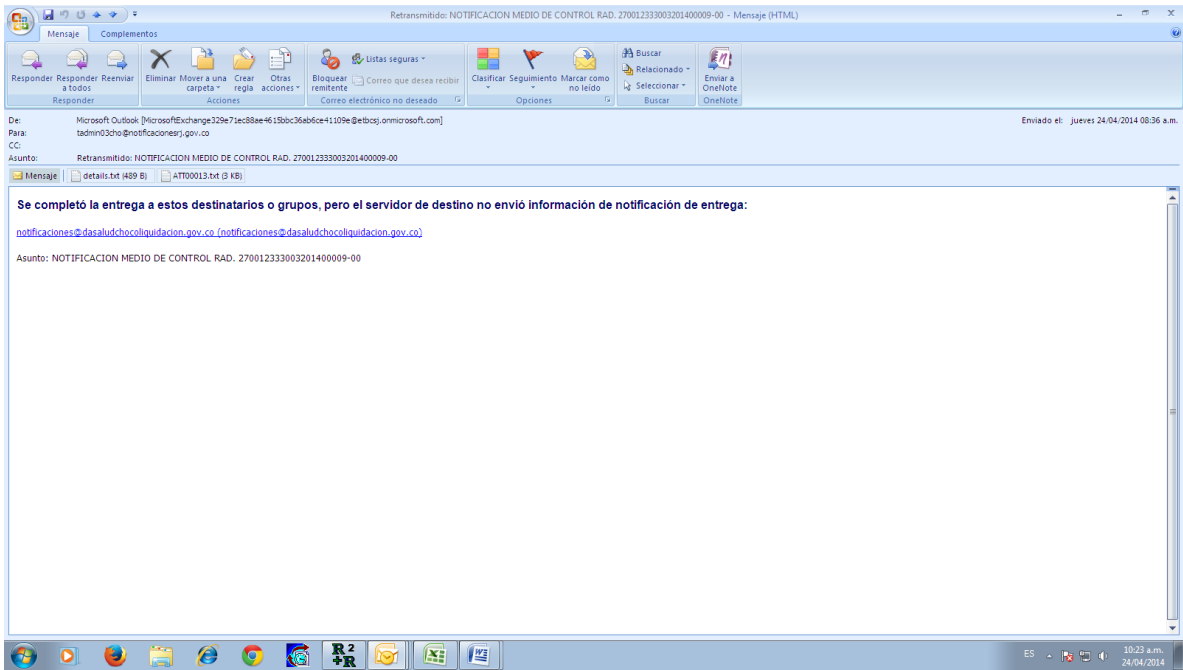 Retransmitido: NOTIFICACION MEDIO DE CONTROL RAD. 270012333003201400009-00 - Mensaje (HTML)
Mensaje Complementos
Responder Responder a todos Reenviar
Responder
Eliminar Mover a una carpeta Crear regla Otras acciones
Acciones
Bloquear remitente Listas seguras Correo que desea recibir
Correo electrónico no deseado
Clasificar Seguimiento Marcar como no leído
Opciones
Buscar
Relacionado
Seleccionar
Buscar
Enviar a OneNote
OneNote
De: Microsoft Outlook [MicrosoftExchange329e71ec88ae4615bbc36ab6ce41109e@etbcsj.onmicrosoft.com] Enviado el: jueves 24/04/2014 08:36 a.m.
Para: tadmin03cho@notificacionesrj.gov.co
CC:
Asunto: Retransmitido: NOTIFICACION MEDIO DE CONTROL RAD. 270012333003201400009-00
Mensaje details.txt (489 B) ATT00013.txt (3 KB)
Se completó la entrega a estos destinatarios o grupos, pero el servidor de destino no envió información de notificación de entrega:
notificaciones@dasaludchocoliquidacion.gov.co (notificaciones@dasaludchocoliquidacion.gov.co)
Asunto: NOTIFICACION MEDIO DE CONTROL RAD. 270012333003201400009-00
R2+R
ES 10:23 a.m.
24/04/2014